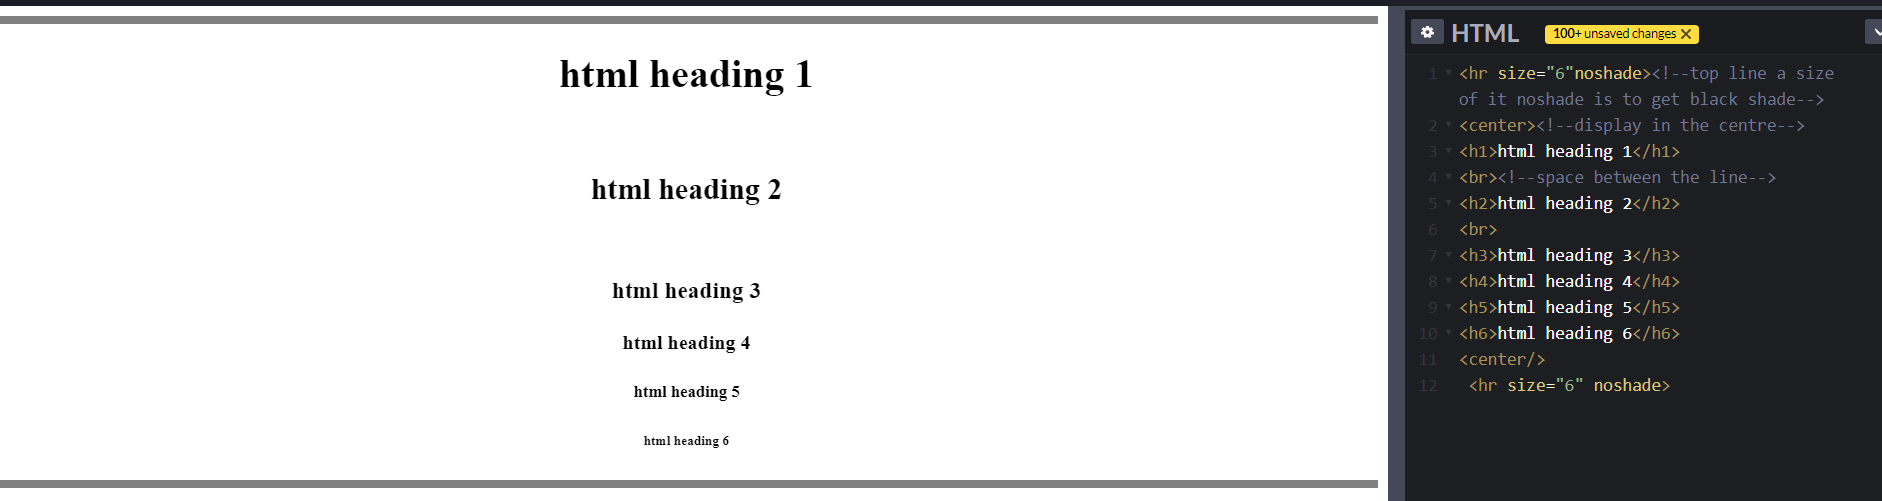 html heading 1
html heading 2
html heading 3
html heading 4
html heading 5
html heading 6
HTML
100+ unsaved changes X
1 <hr size="6"noshade><!--top line a size
of it noshade is to get black shade-->
2 <center><!--display in the centre-->
3 <h1>html heading 1</h1>
4 <br><!--space between the line-->
5 <h2>html heading 2</h2>
6 <br>
7 <h3>html heading 3</h3>
8 <h4>html heading 4</h4>
9 <h5>html heading 5</h5>
10 <h6>html heading 6</h6>
11 <center/>
12 <hr size="6" noshade>